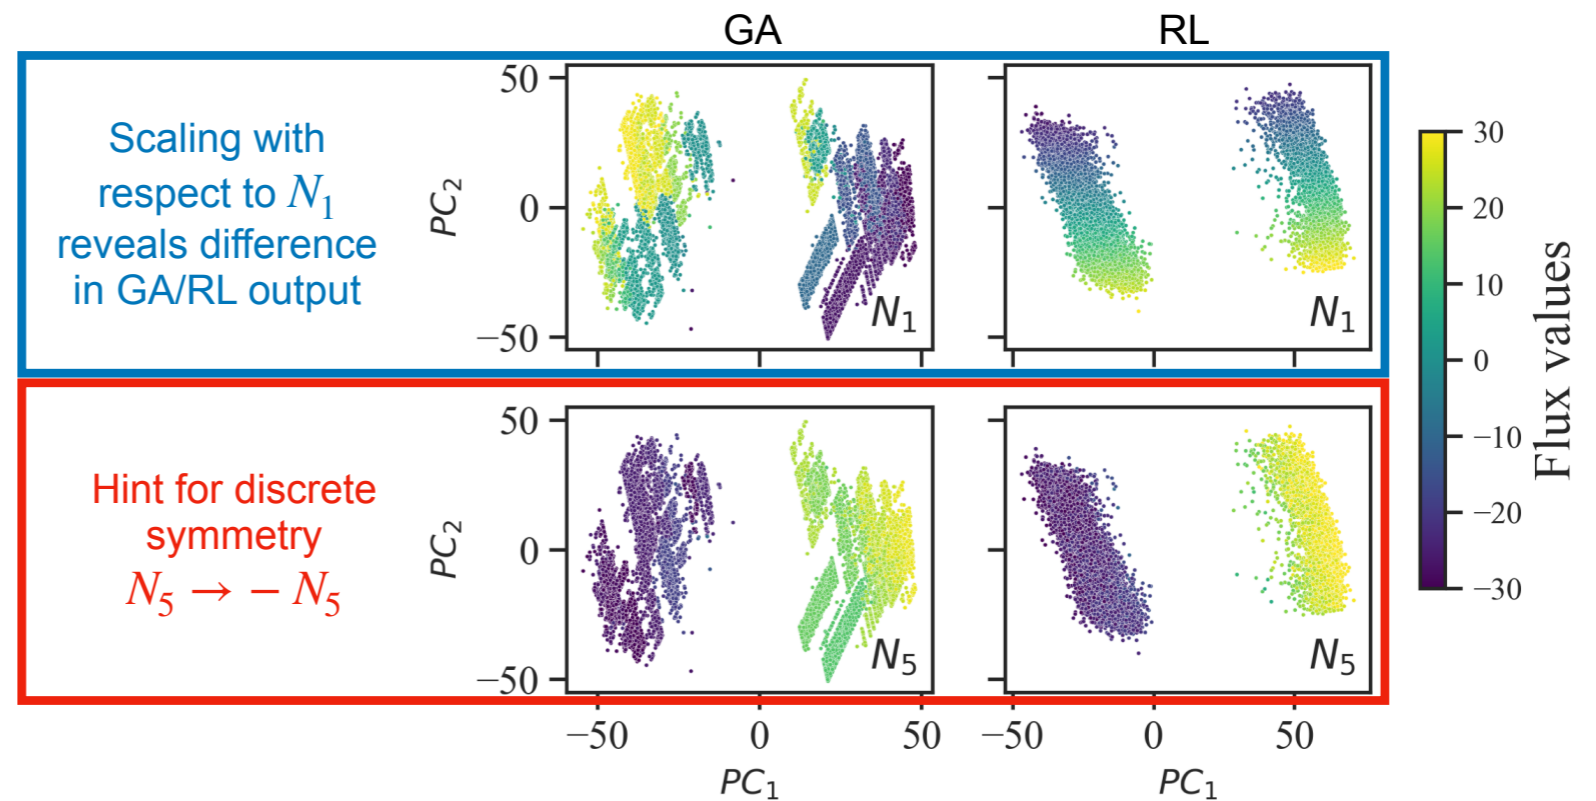 GA
RL
Scaling with
respect to N₁
reveals difference
in GA/RL output
50
0
−50
PC₂
N₁
N₁
Hint for discrete
symmetry
N₅ → − N₅
50
0
−50
PC₂
N₅
N₅
−50
0
50
−50
0
50
PC₁
PC₁
30
20
10
0
−10
−20
−30
Flux values